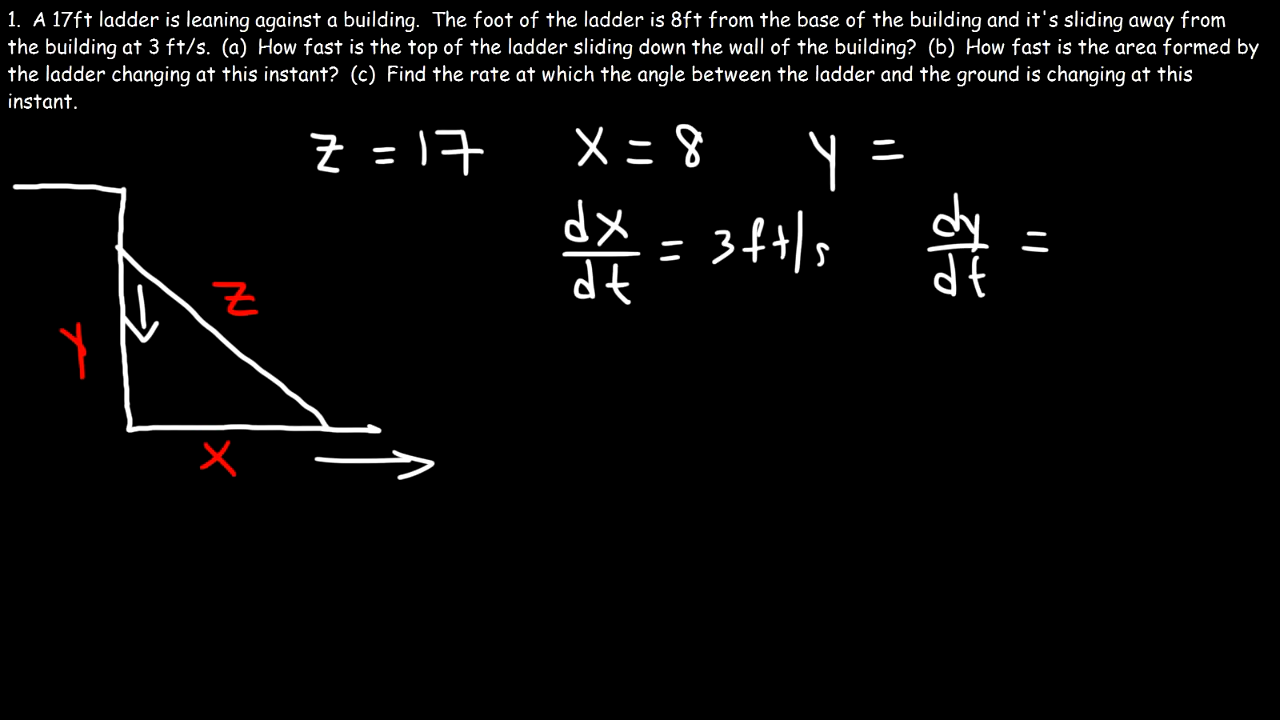 1.  A 17ft ladder is leaning against a building.  The foot of the ladder is 8ft from the base of the building and it's sliding away from
the building at 3 ft/s.  (a)  How fast is the top of the ladder sliding down the wall of the building?  (b)  How fast is the area formed by
the ladder changing at this instant?  (c)  Find the rate at which the angle between the ladder and the ground is changing at this
instant.
z = 17 x = 8 y =
dx/dt = 3ft/s dy/dt =
z
y
x